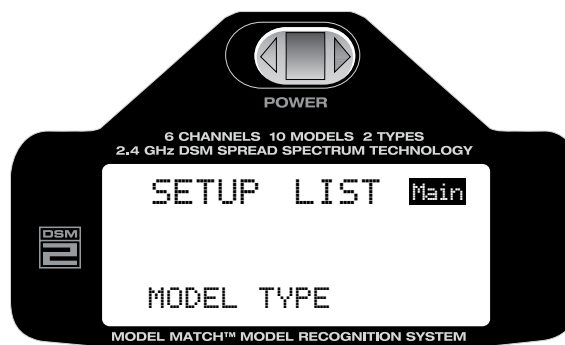 POWER
6 CHANNELS 10 MODELS 2 TYPES
2.4 GHz DSM SPREAD SPECTRUM TECHNOLOGY
SETUP LIST Main
DSM
2
MODEL TYPE
MODEL MATCH™ MODEL RECOGNITION SYSTEM